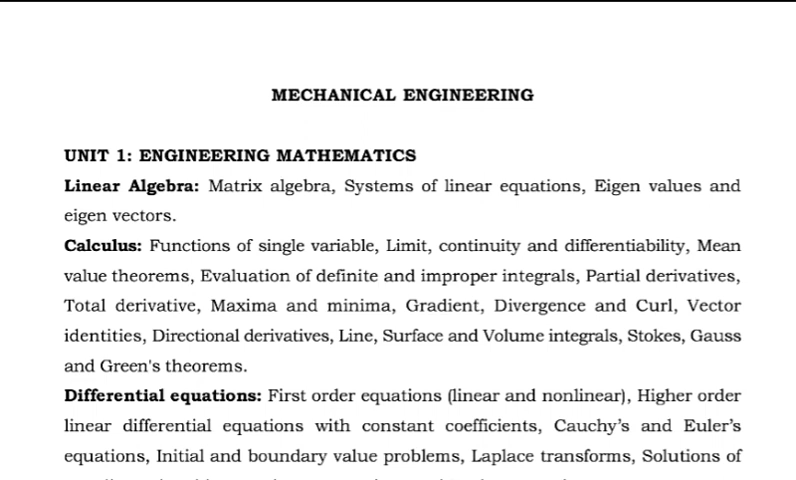 MECHANICAL ENGINEERING
UNIT 1: ENGINEERING MATHEMATICS
Linear Algebra: Matrix algebra, Systems of linear equations, Eigen values and
eigen vectors.
Calculus: Functions of single variable, Limit, continuity and differentiability, Mean
value theorems, Evaluation of definite and improper integrals, Partial derivatives,
Total derivative, Maxima and minima, Gradient, Divergence and Curl, Vector
identities, Directional derivatives, Line, Surface and Volume integrals, Stokes, Gauss
and Green's theorems.
Differential equations: First order equations (linear and nonlinear), Higher order
linear differential equations with constant coefficients, Cauchy’s and Euler’s
equations, Initial and boundary value problems, Laplace transforms, Solutions of